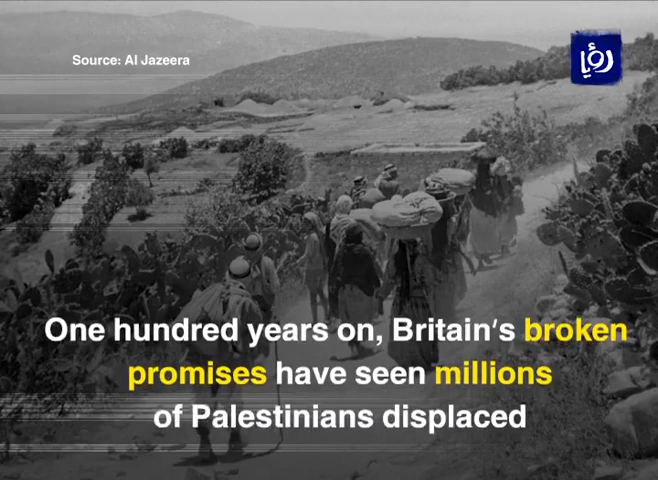 Source: Al Jazeera
رؤيا
One hundred years on, Britain's broken
promises have seen millions
of Palestinians displaced